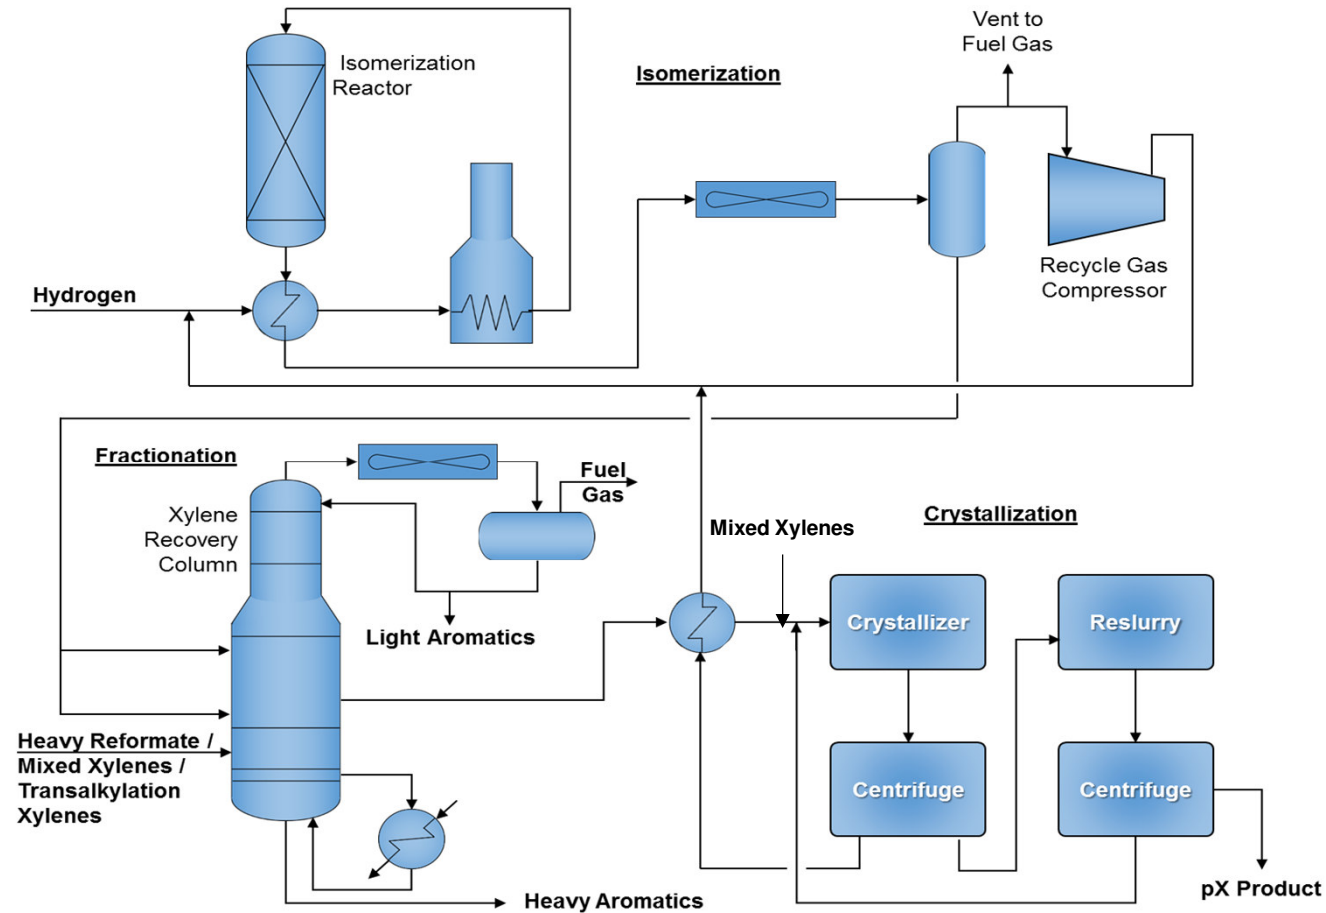 Vent to
Fuel Gas
Isomerization
Reactor
Isomerization
Recycle Gas
Compressor
Hydrogen
Fractionation
Fuel
Gas
Xylene
Recovery
Column
Mixed Xylenes
Crystallization
Light Aromatics
Crystallizer
Reslurry
Heavy Reformate /
Mixed Xylenes /
Transalkylation
Xylenes
Centrifuge
Centrifuge
Heavy Aromatics
pX Product